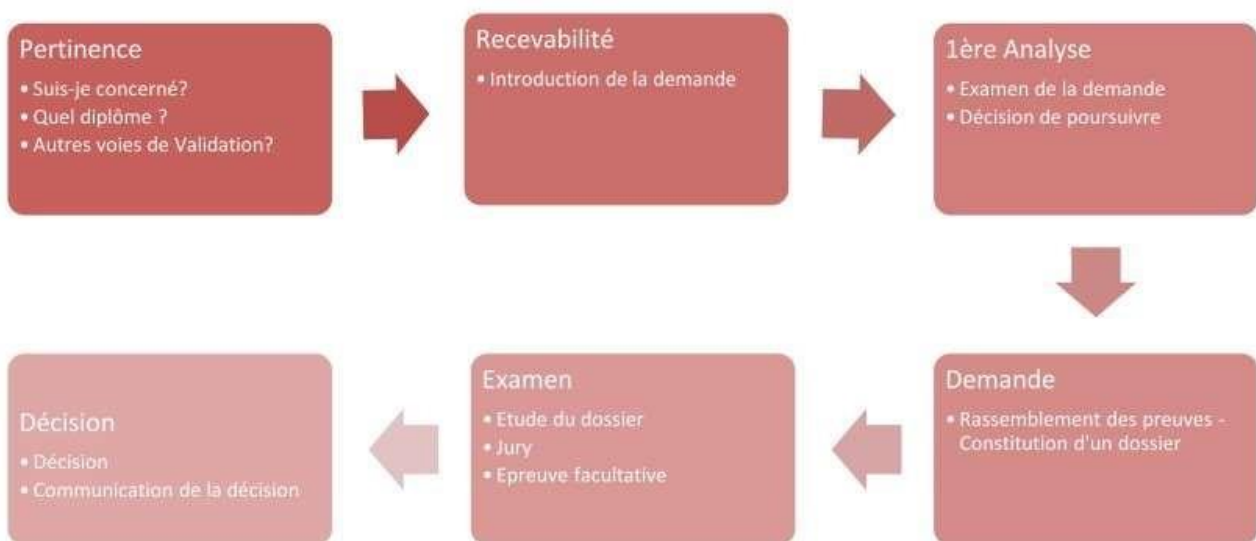 Pertinence
• Suis-je concerné?
• Quel diplôme ?
• Autres voies de Validation?
Recevabilité
• Introduction de la demande
1ère Analyse
• Examen de la demande
• Décision de poursuivre
Demande
• Rassemblement des preuves -
Constitution d'un dossier
Examen
• Etude du dossier
• Jury
• Epreuve facultative
Décision
• Décision
• Communication de la décision